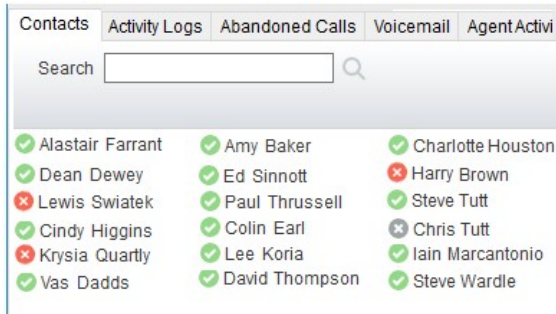 Contacts Activity Logs Abandoned Calls Voicemail Agent Activi
Search
Alastair Farrant Amy Baker Charlotte Houston
Dean Dewey Ed Sinnott Harry Brown
Lewis Swiatek Paul Thrussell Steve Tutt
Cindy Higgins Colin Earl Chris Tutt
Krysia Quartly Lee Koria Iain Marcantonio
Vas Dadds David Thompson Steve Wardle